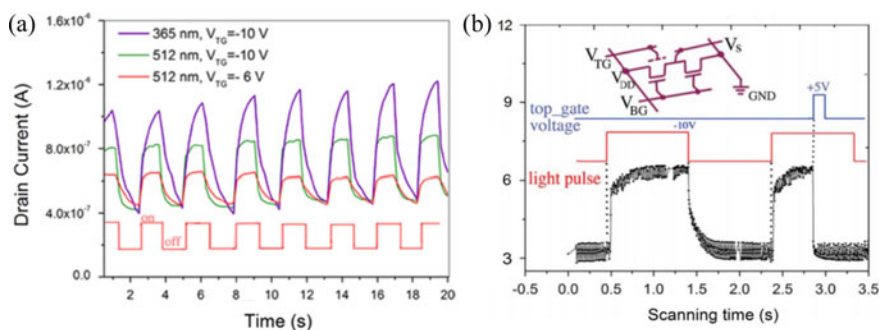 (a)
365 nm, V_TG=-10 V
512 nm, V_TG=-10 V
512 nm, V_TG=- 6 V
on
off
Drain Current (A)
1.6x10⁻⁶
1.2x10⁻⁶
8.0x10⁻⁷
4.0x10⁻⁷
0.0
2 4 6 8 10 12 14 16 18 20
Time (s)
(b)
12
9
6
3
V_TG
V_DD
V_BG
V_S
GND
+5V
top_gate
voltage
-10V
light pulse
0.0 0.5 1.0 1.5 2.0 2.5 3.0 3.5
Scanning time (s)